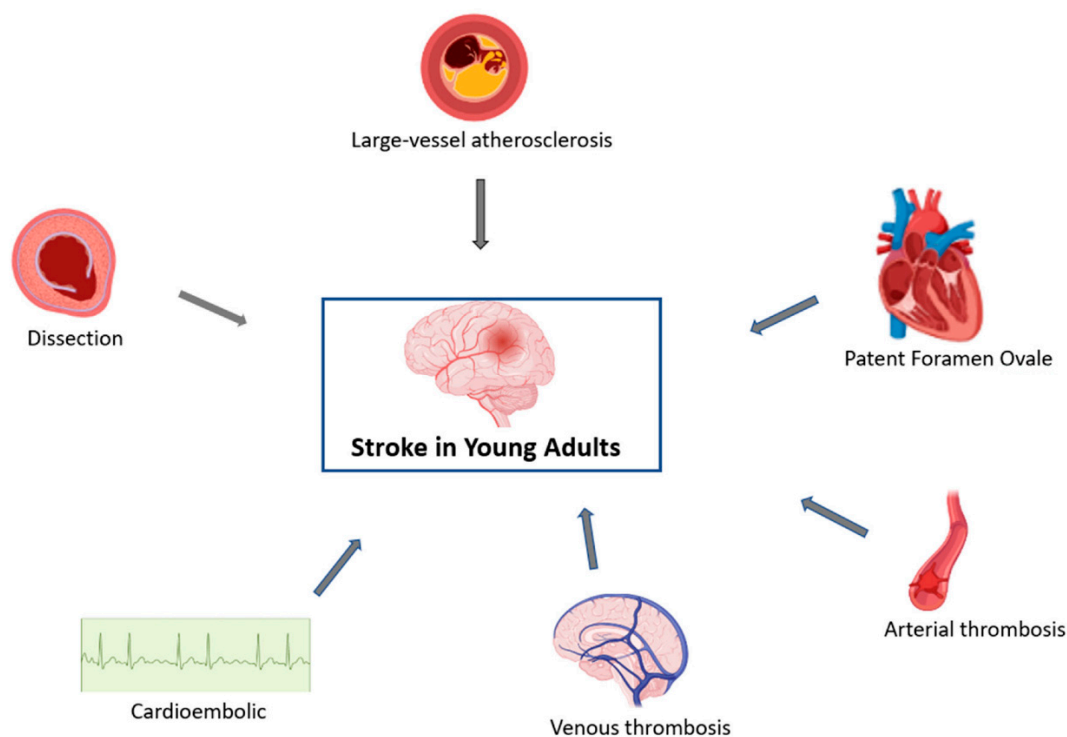 Large-vessel atherosclerosis
Dissection
Patent Foramen Ovale
Stroke in Young Adults
Arterial thrombosis
Cardioembolic
Venous thrombosis